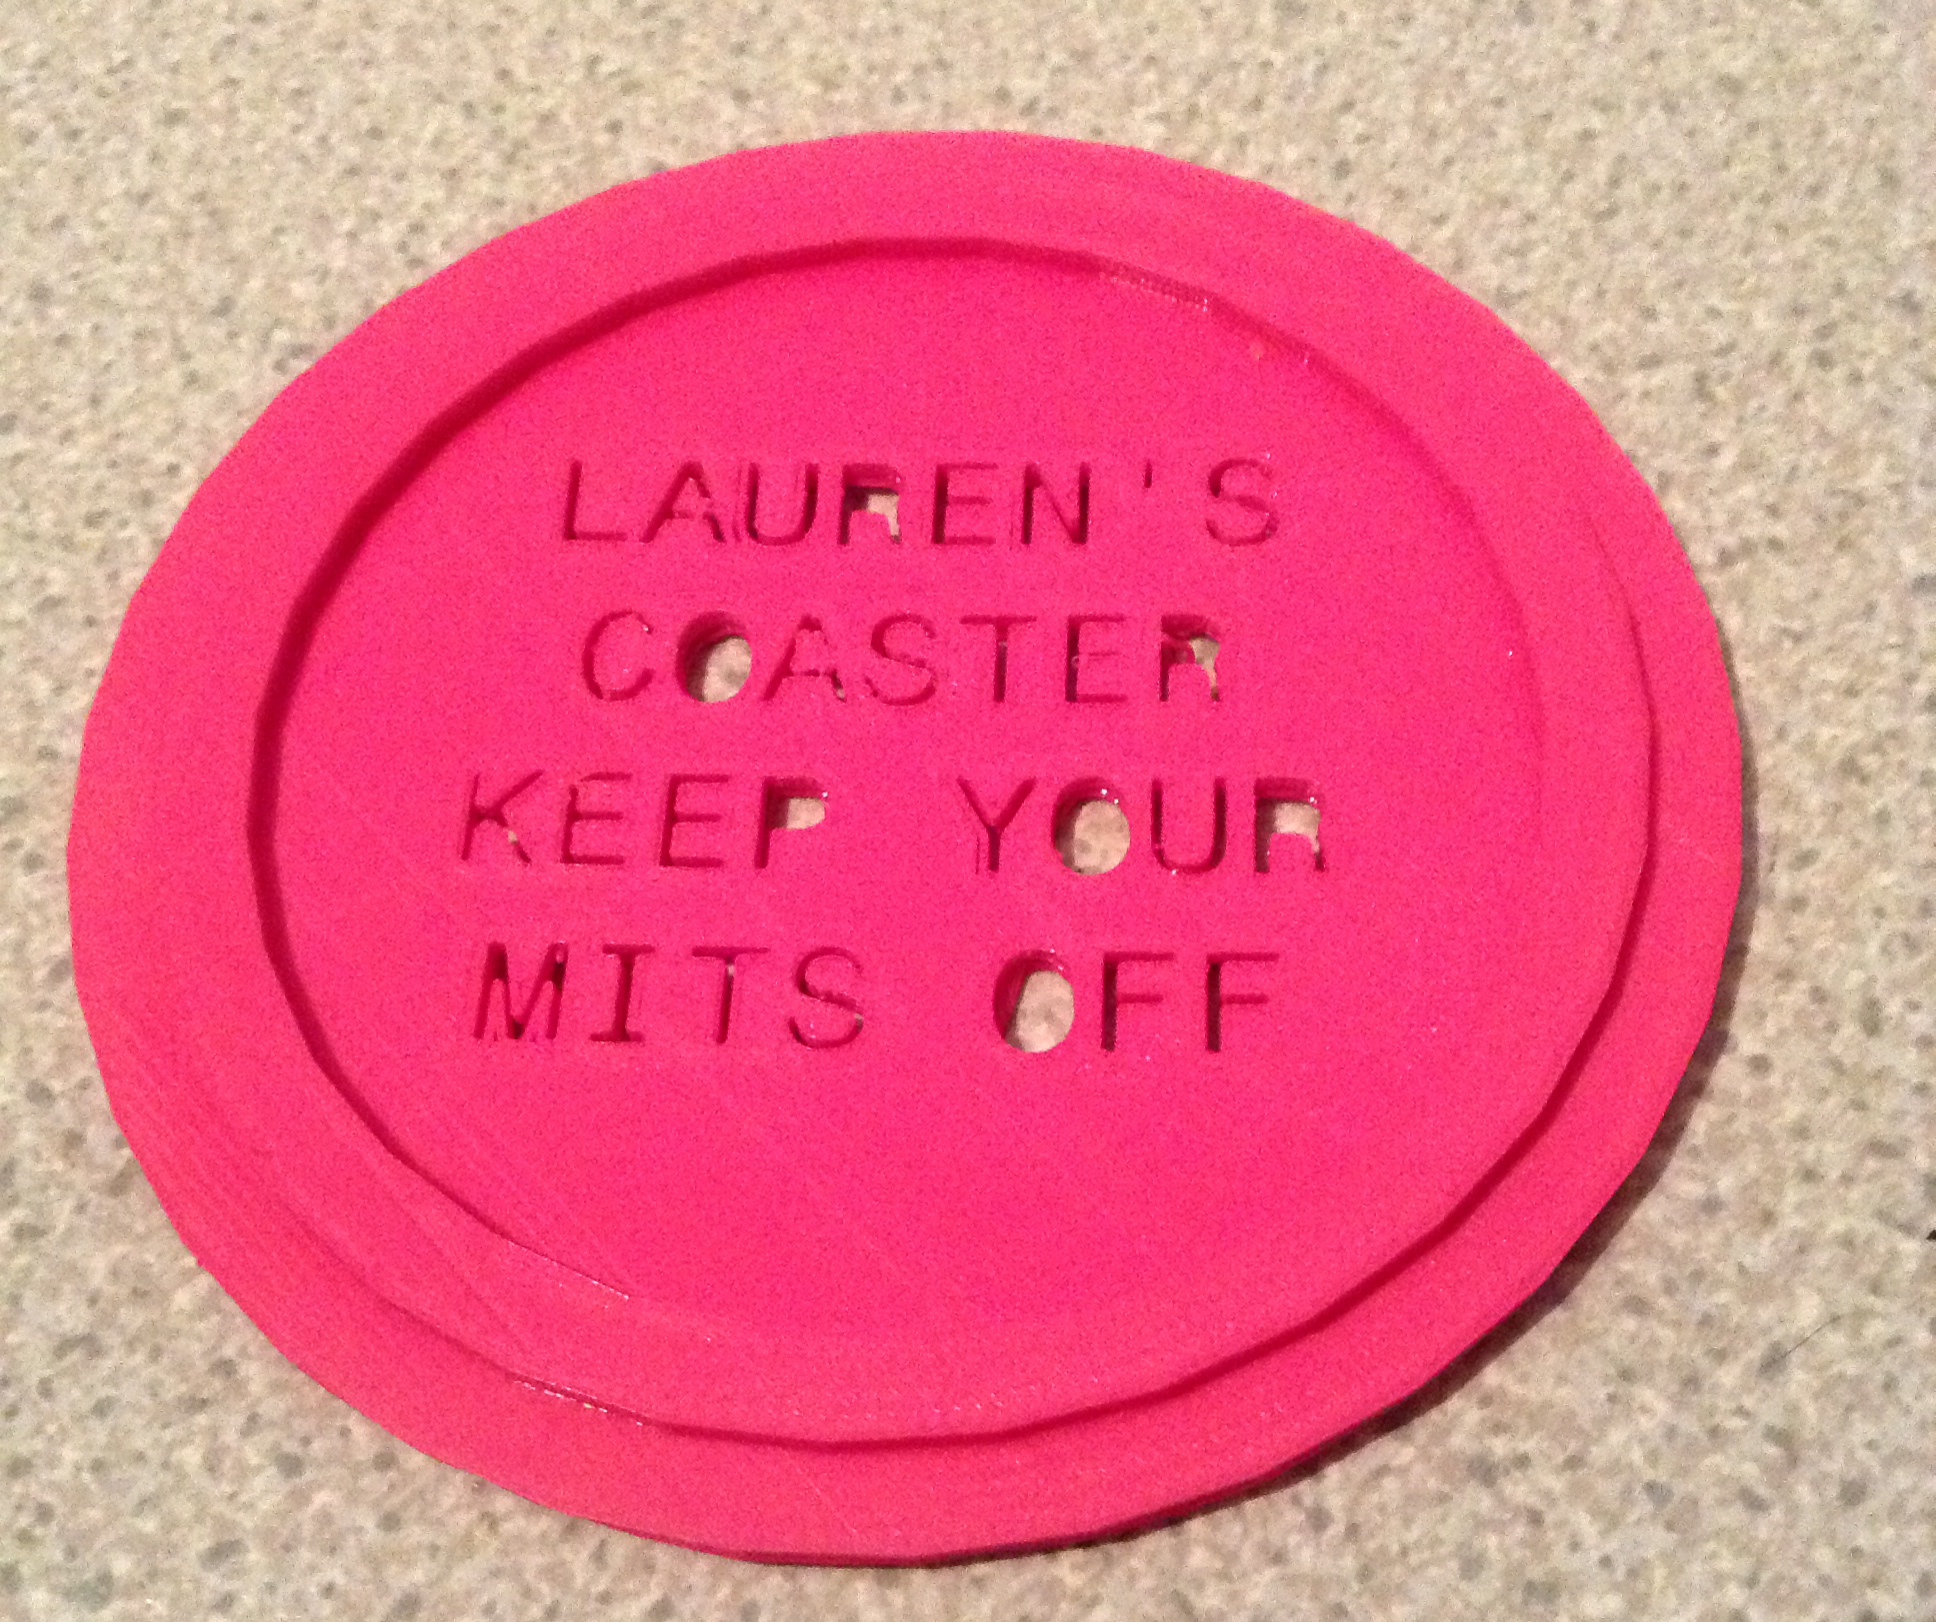 LAUREN'S
COASTER
KEEP YOUR
MITS OFF